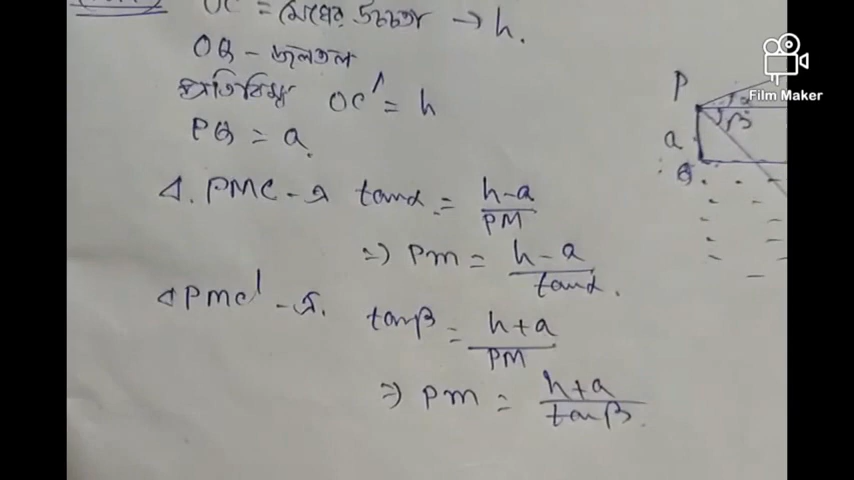 OC = মেঘের উচ্চতা → h.
OQ - জলতল
প্রতিবিম্ব OC' = h
PQ = a.
Δ. PMC - এ tanα = h-a / PM
=> PM = h-a / tanα.
Δ PMC' - এ. tanβ = h+a / PM
=> PM = h+a / tanβ.
P
α
β
a
Q
Film Maker